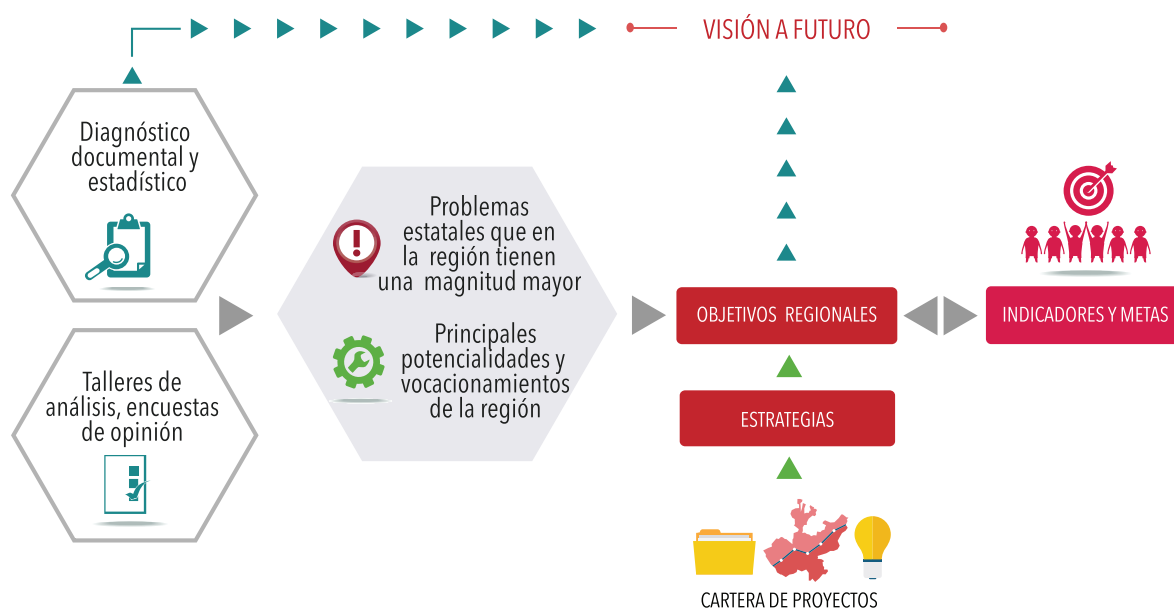 VISIÓN A FUTURO
Diagnóstico
documental y
estadístico
Talleres de
análisis, encuestas
de opinión
Problemas
estatales que en
la región tienen
una magnitud mayor
Principales
potencialidades y
vocacionamientos
de la región
OBJETIVOS REGIONALES
INDICADORES Y METAS
ESTRATEGIAS
CARTERA DE PROYECTOS